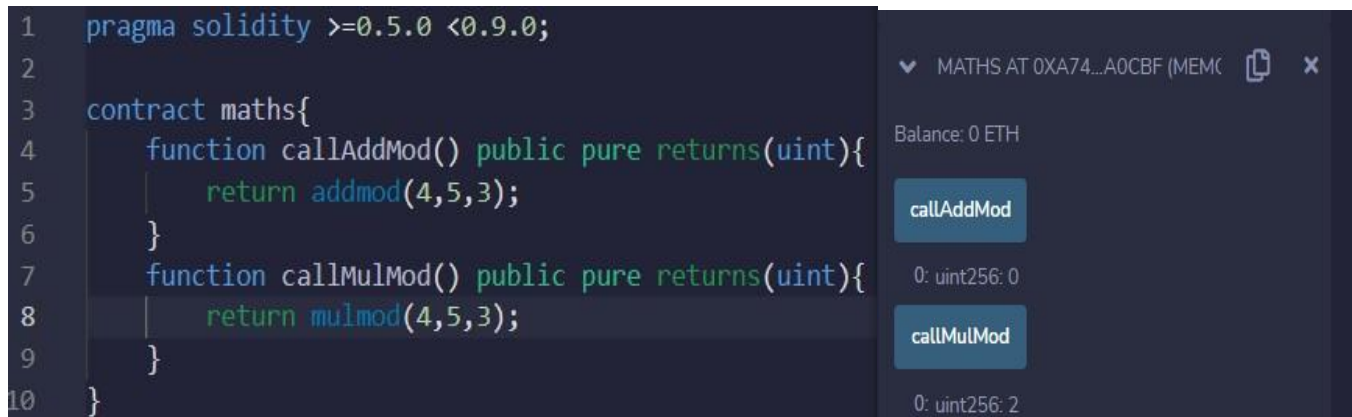 1 pragma solidity >=0.5.0 <0.9.0;
2
3 contract maths{
4 function callAddMod() public pure returns(uint){
5 return addmod(4,5,3);
6 }
7 function callMulMod() public pure returns(uint){
8 return mulmod(4,5,3);
9 }
10 }
MATHS AT 0XA74...A0CBF (MEMO
Balance: 0 ETH
callAddMod
0: uint256: 0
callMulMod
0: uint256: 2